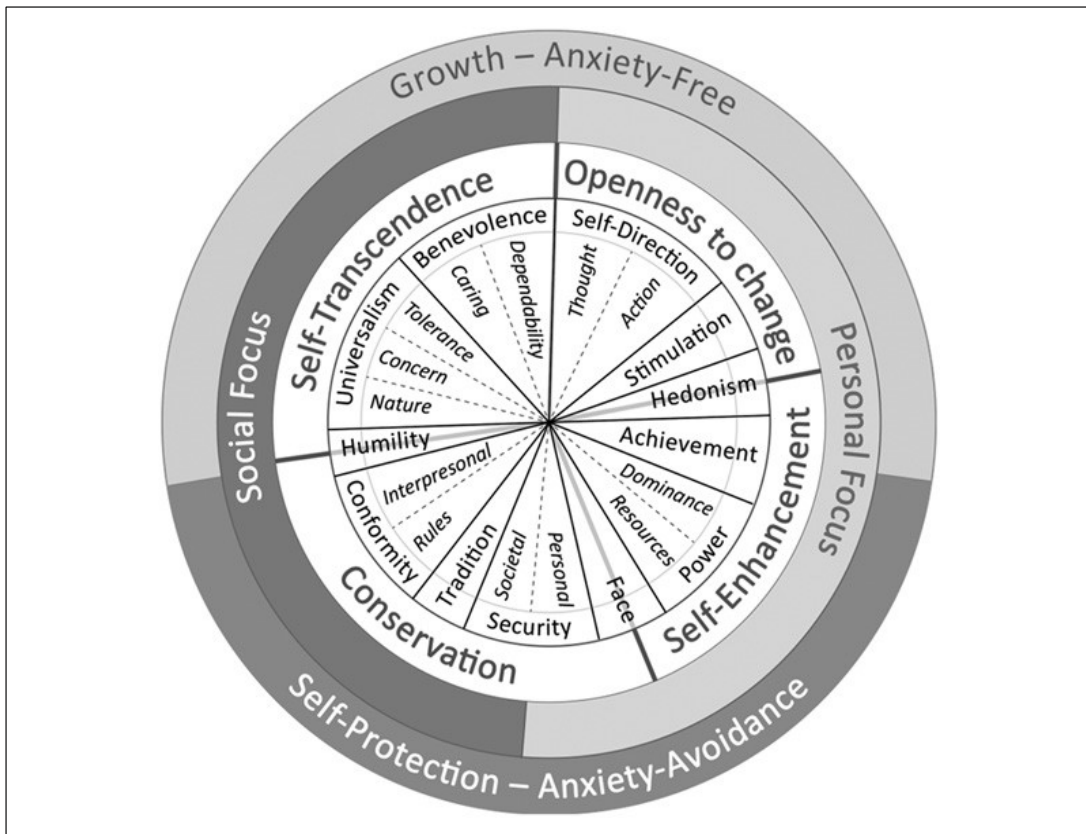 Growth – Anxiety-Free
Self-Transcendence
Openness to change
Benevolence
Self-Direction
Caring
Dependability
Thought
Action
Universalism
Tolerance
Concern
Nature
Stimulation
Hedonism
Social Focus
Personal Focus
Humility
Achievement
Interpresonal
Rules
Conformity
Dominance
Resources
Power
Self-Enhancement
Tradition
Societal
Personal
Security
Face
Conservation
Self-Protection – Anxiety-Avoidance